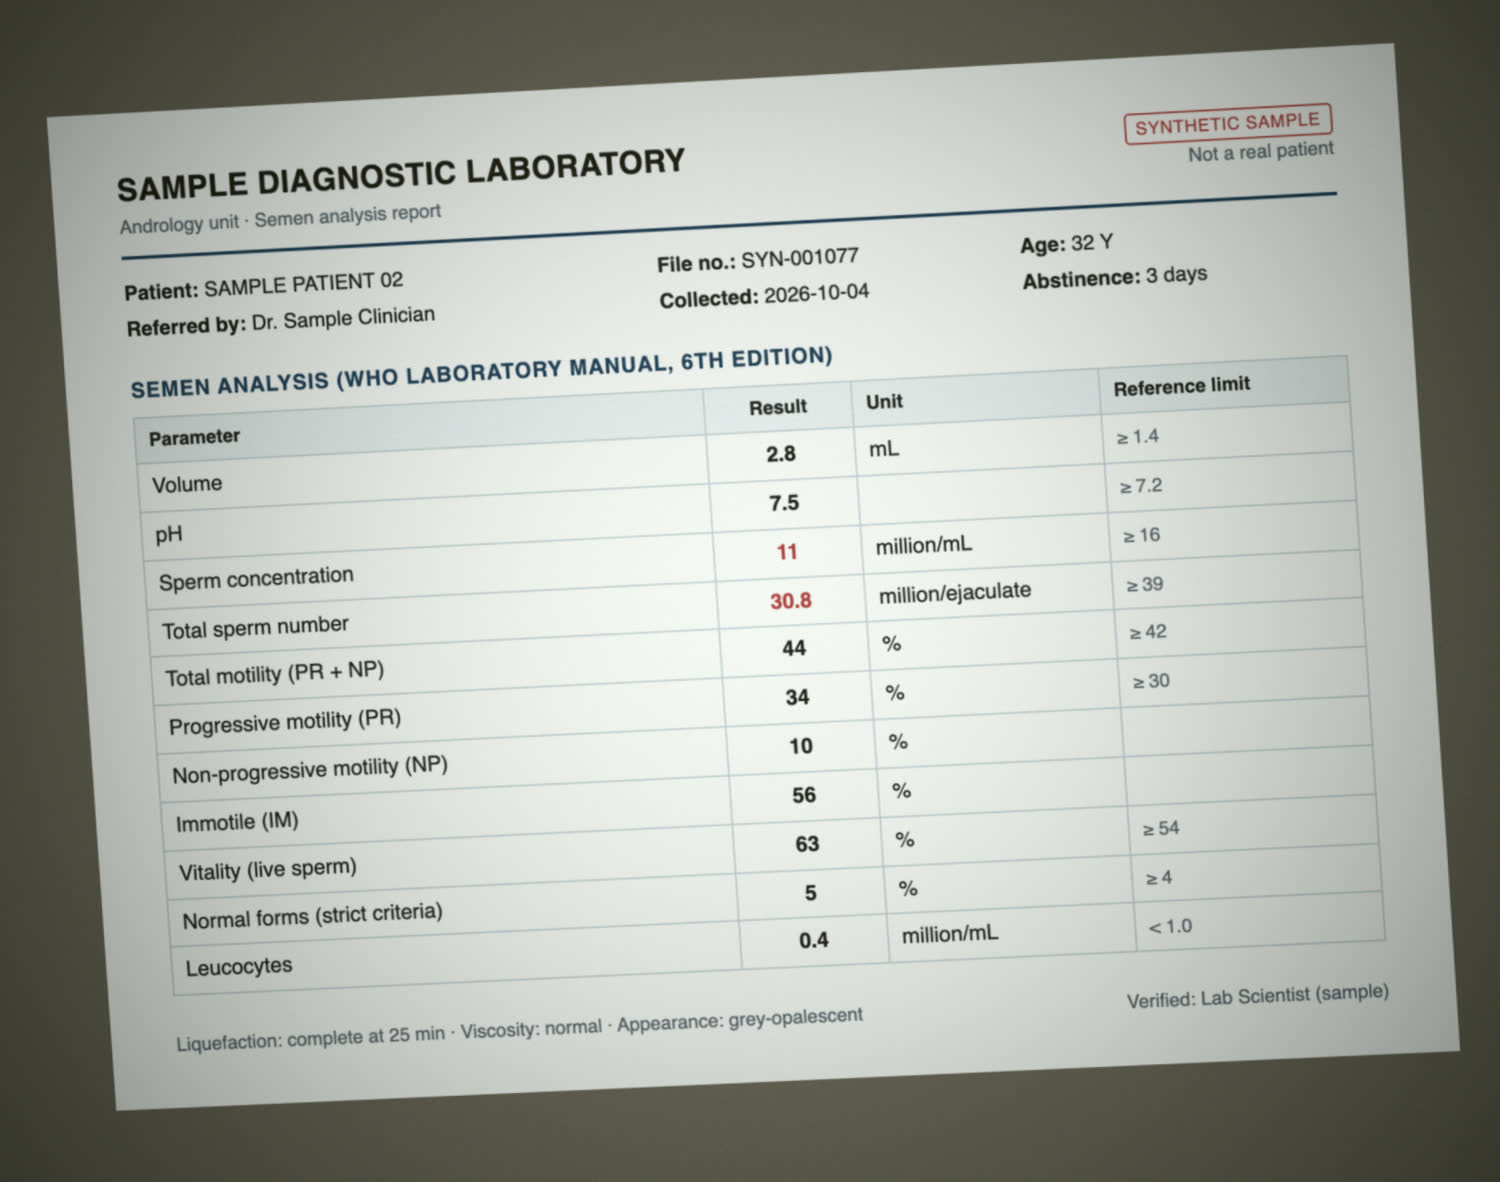 SYNTHETIC SAMPLE
Not a real patient
SAMPLE DIAGNOSTIC LABORATORY
Andrology unit · Semen analysis report
Patient: SAMPLE PATIENT 02 File no.: SYN-001077 Age: 32 Y
Referred by: Dr. Sample Clinician Collected: 2026-10-04 Abstinence: 3 days
SEMEN ANALYSIS (WHO LABORATORY MANUAL, 6TH EDITION)
Parameter Result Unit Reference limit
Volume 2.8 mL ≥ 1.4
pH 7.5 ≥ 7.2
Sperm concentration 11 million/mL ≥ 16
Total sperm number 30.8 million/ejaculate ≥ 39
Total motility (PR + NP) 44 % ≥ 42
Progressive motility (PR) 34 % ≥ 30
Non-progressive motility (NP) 10 %
Immotile (IM) 56 %
Vitality (live sperm) 63 % ≥ 54
Normal forms (strict criteria) 5 % ≥ 4
Leucocytes 0.4 million/mL < 1.0
Liquefaction: complete at 25 min · Viscosity: normal · Appearance: grey-opalescent
Verified: Lab Scientist (sample)